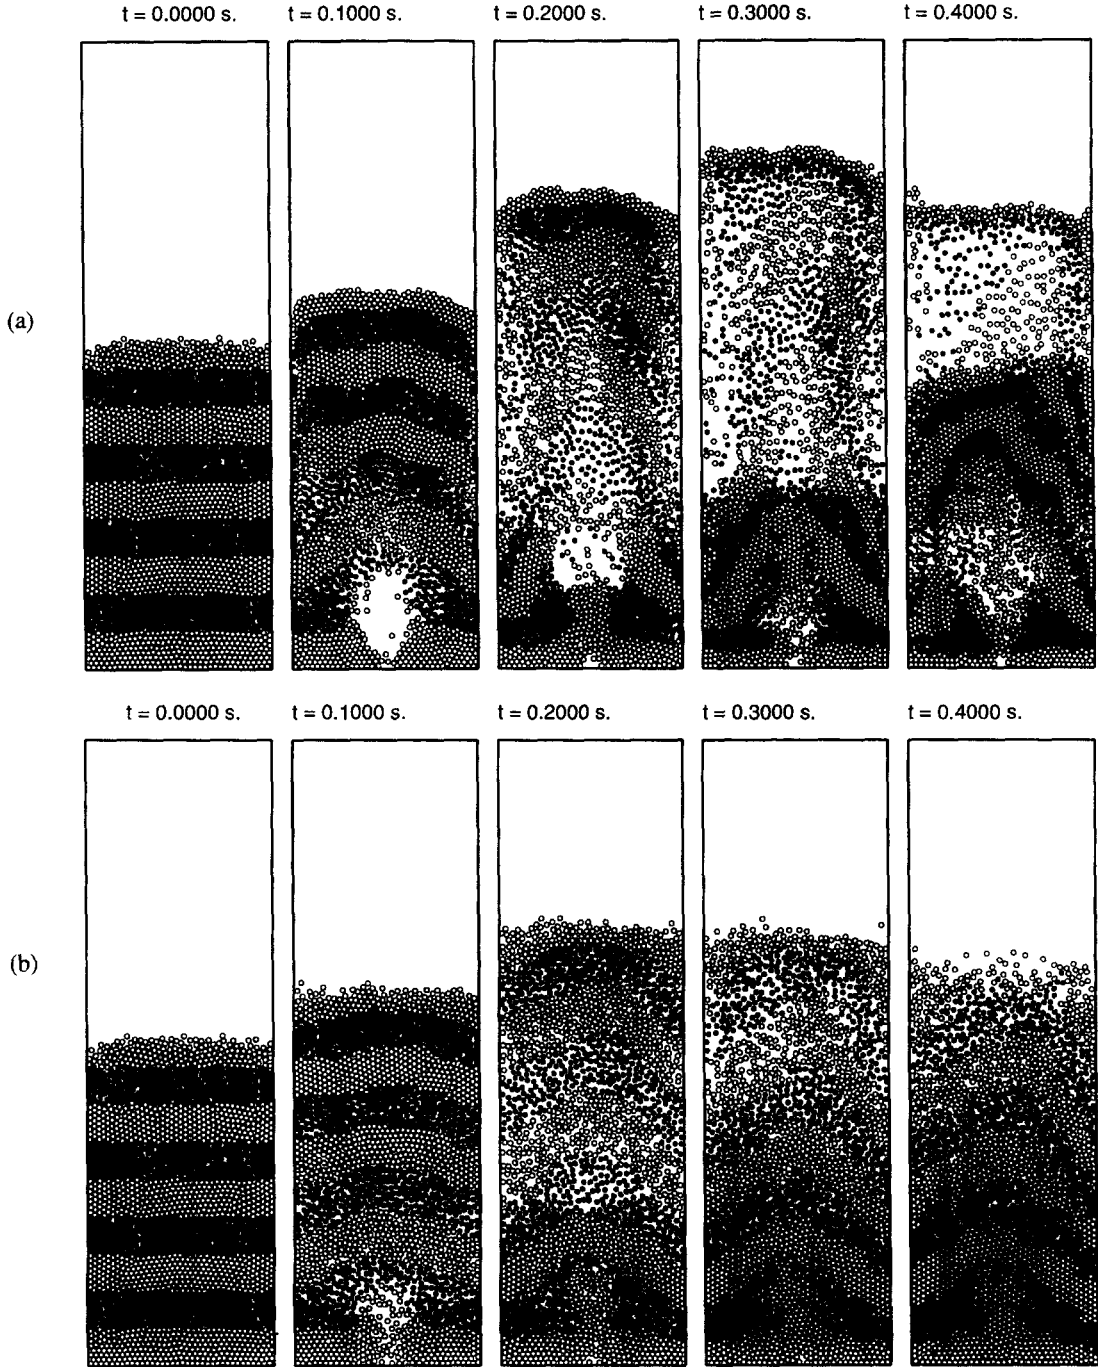 t = 0.0000 s.
t = 0.1000 s.
t = 0.2000 s.
t = 0.3000 s.
t = 0.4000 s.
(a)
t = 0.0000 s.
t = 0.1000 s.
t = 0.2000 s.
t = 0.3000 s.
t = 0.4000 s.
(b)